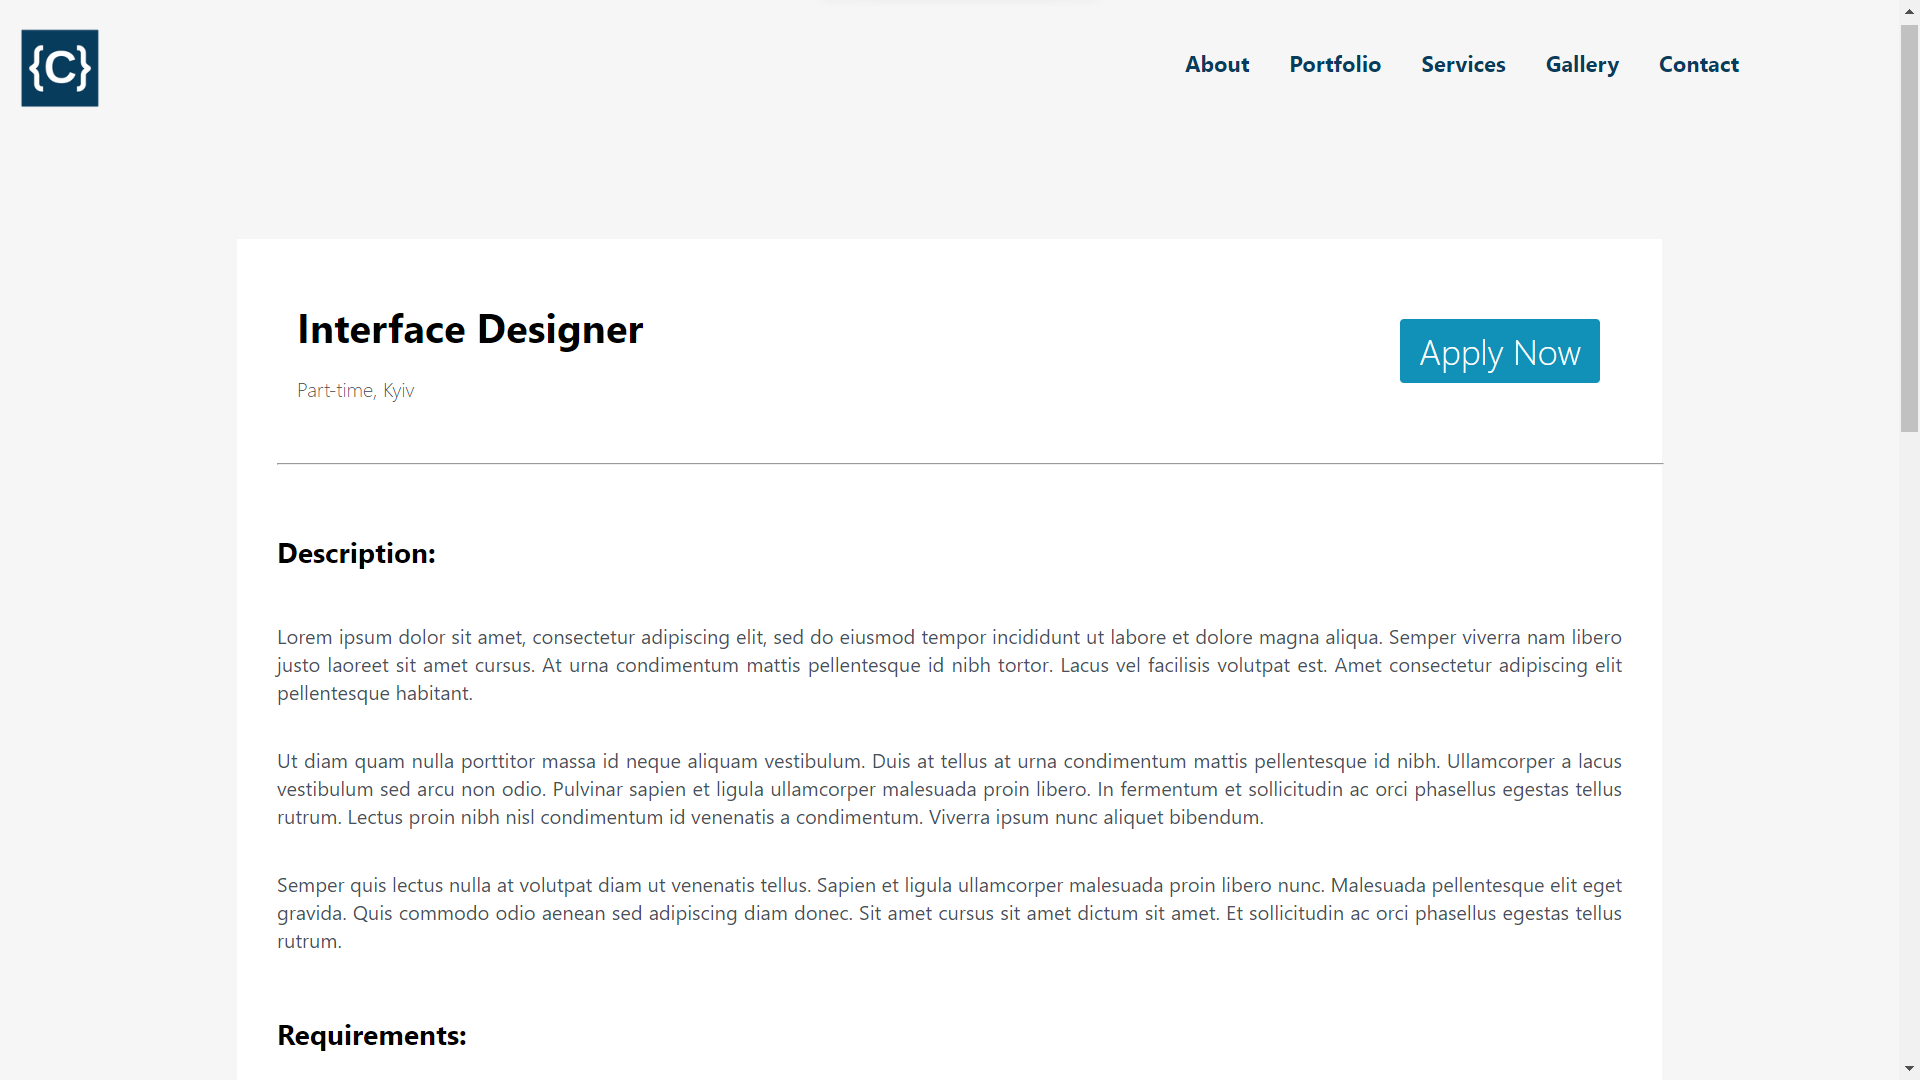 {C}
About Portfolio Services Gallery Contact
Interface Designer
Apply Now
Part-time, Kyiv
Description:
Lorem ipsum dolor sit amet, consectetur adipiscing elit, sed do eiusmod tempor incididunt ut labore et dolore magna aliqua. Semper viverra nam libero
justo laoreet sit amet cursus. At urna condimentum mattis pellentesque id nibh tortor. Lacus vel facilisis volutpat est. Amet consectetur adipiscing elit
pellentesque habitant.
Ut diam quam nulla porttitor massa id neque aliquam vestibulum. Duis at tellus at urna condimentum mattis pellentesque id nibh. Ullamcorper a lacus
vestibulum sed arcu non odio. Pulvinar sapien et ligula ullamcorper malesuada proin libero. In fermentum et sollicitudin ac orci phasellus egestas tellus
rutrum. Lectus proin nibh nisl condimentum id venenatis a condimentum. Viverra ipsum nunc aliquet bibendum.
Semper quis lectus nulla at volutpat diam ut venenatis tellus. Sapien et ligula ullamcorper malesuada proin libero nunc. Malesuada pellentesque elit eget
gravida. Quis commodo odio aenean sed adipiscing diam donec. Sit amet cursus sit amet dictum sit amet. Et sollicitudin ac orci phasellus egestas tellus
rutrum.
Requirements: